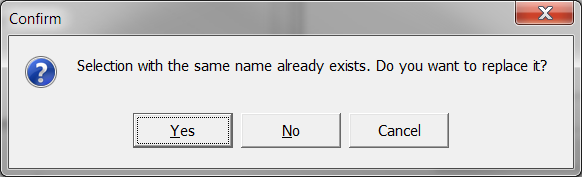 Confirm
Selection with the same name already exists. Do you want to replace it?
Yes
No
Cancel